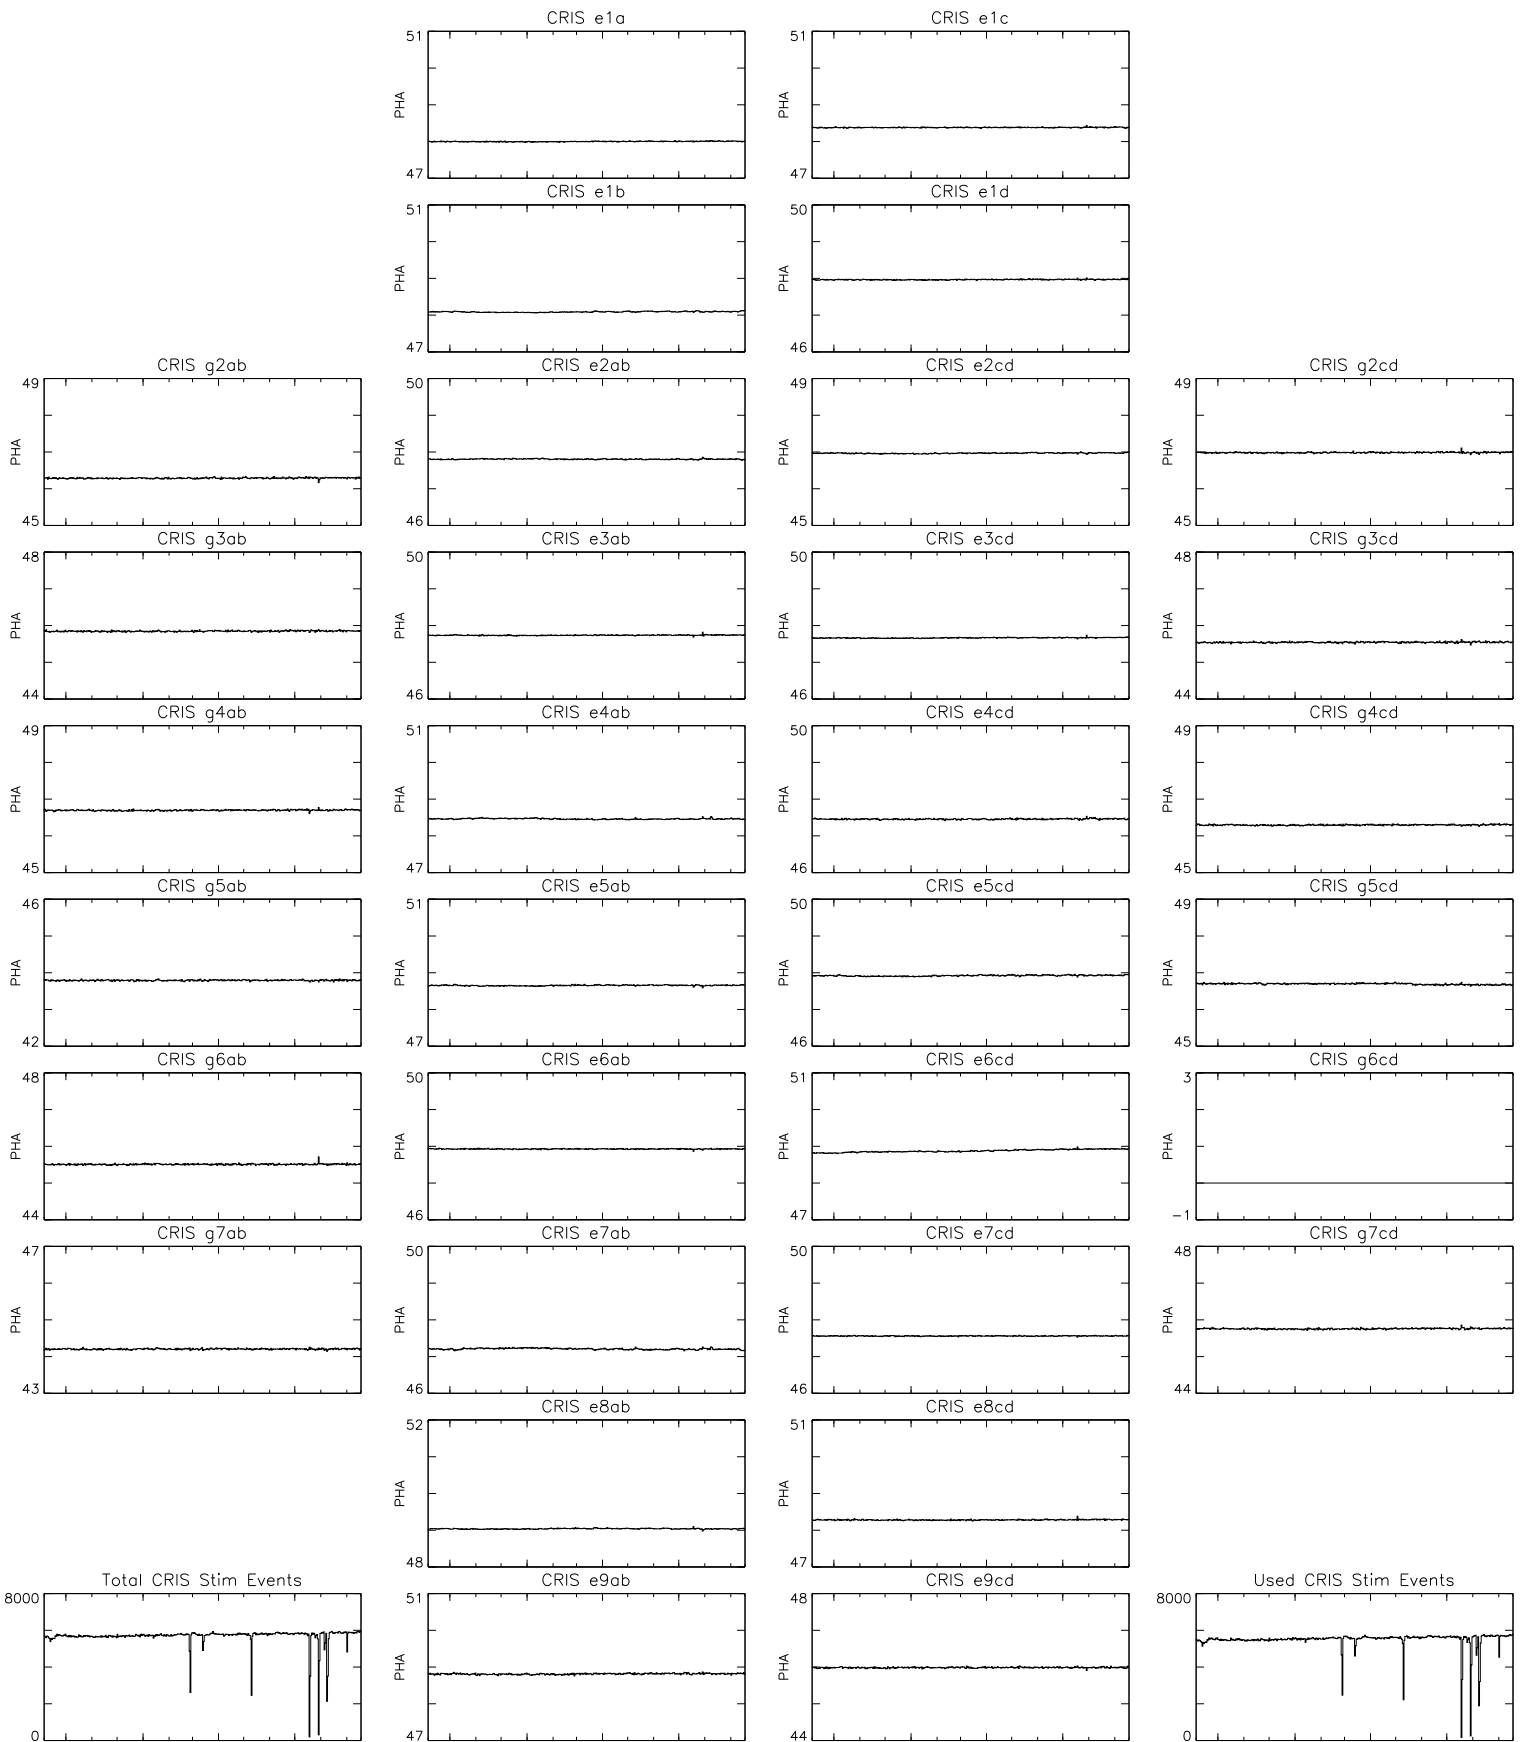 CRIS e1a
51
PHA
47
CRIS e1c
51
PHA
47
CRIS e1b
51
PHA
47
CRIS e1d
50
PHA
46
CRIS g2ab
49
PHA
45
CRIS e2ab
50
PHA
46
CRIS e2cd
49
PHA
45
CRIS g2cd
49
PHA
45
CRIS g3ab
48
PHA
44
CRIS e3ab
50
PHA
46
CRIS e3cd
50
PHA
46
CRIS g3cd
48
PHA
44
CRIS g4ab
49
PHA
45
CRIS e4ab
51
PHA
47
CRIS e4cd
50
PHA
46
CRIS g4cd
49
PHA
45
CRIS g5ab
46
PHA
42
CRIS e5ab
51
PHA
47
CRIS e5cd
50
PHA
46
CRIS g5cd
49
PHA
45
CRIS g6ab
48
PHA
44
CRIS e6ab
50
PHA
46
CRIS e6cd
51
PHA
47
CRIS g6cd
3
PHA
-1
CRIS g7ab
47
PHA
43
CRIS e7ab
50
PHA
46
CRIS e7cd
50
PHA
46
CRIS g7cd
48
PHA
44
CRIS e8ab
52
PHA
48
CRIS e8cd
51
PHA
47
Total CRIS Stim Events
8000
0
CRIS e9ab
51
PHA
47
CRIS e9cd
48
PHA
44
Used CRIS Stim Events
8000
0